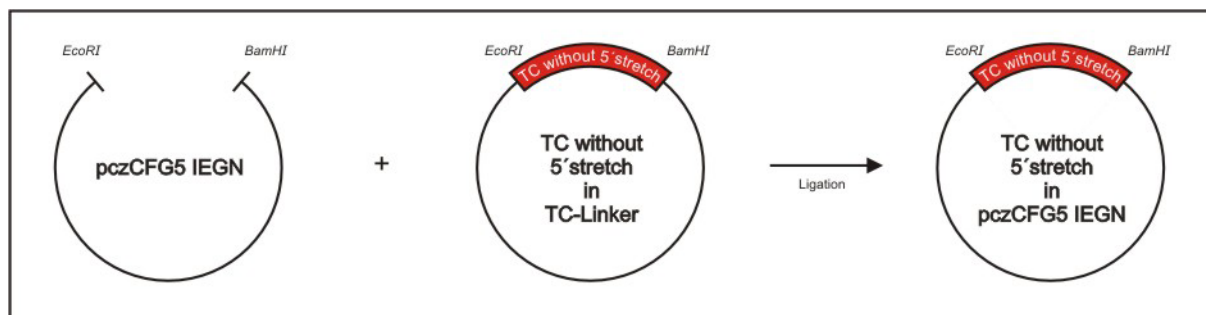 EcoRI
BamHI
pczCFG5 IEGN
+
EcoRI
BamHI
TC without 5´stretch
TC without
5´stretch
in
TC-Linker
Ligation
EcoRI
BamHI
TC without 5´stretch
TC without
5´stretch
in
pczCFG5 IEGN